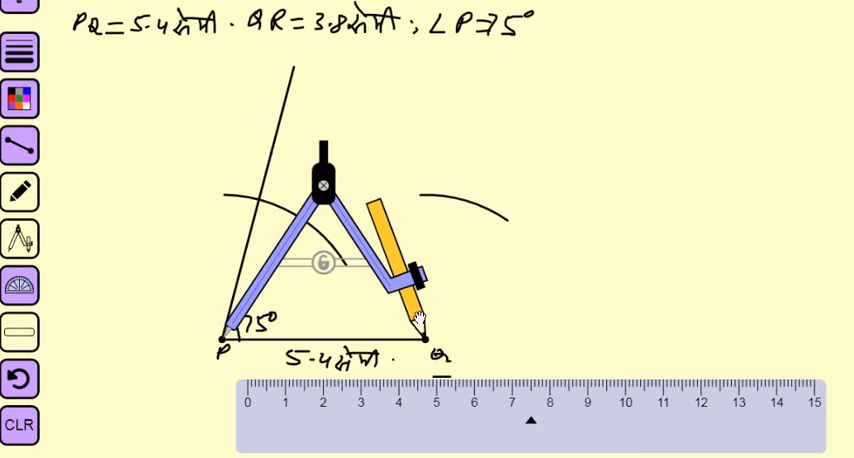 PQ = 5.4 सेमी . QR = 3.8 सेमी ; ∠P = 75°
6
75°
P 5.4 सेमी . Q
0 1 2 3 4 5 6 7 8 9 10 11 12 13 14 15
CLR